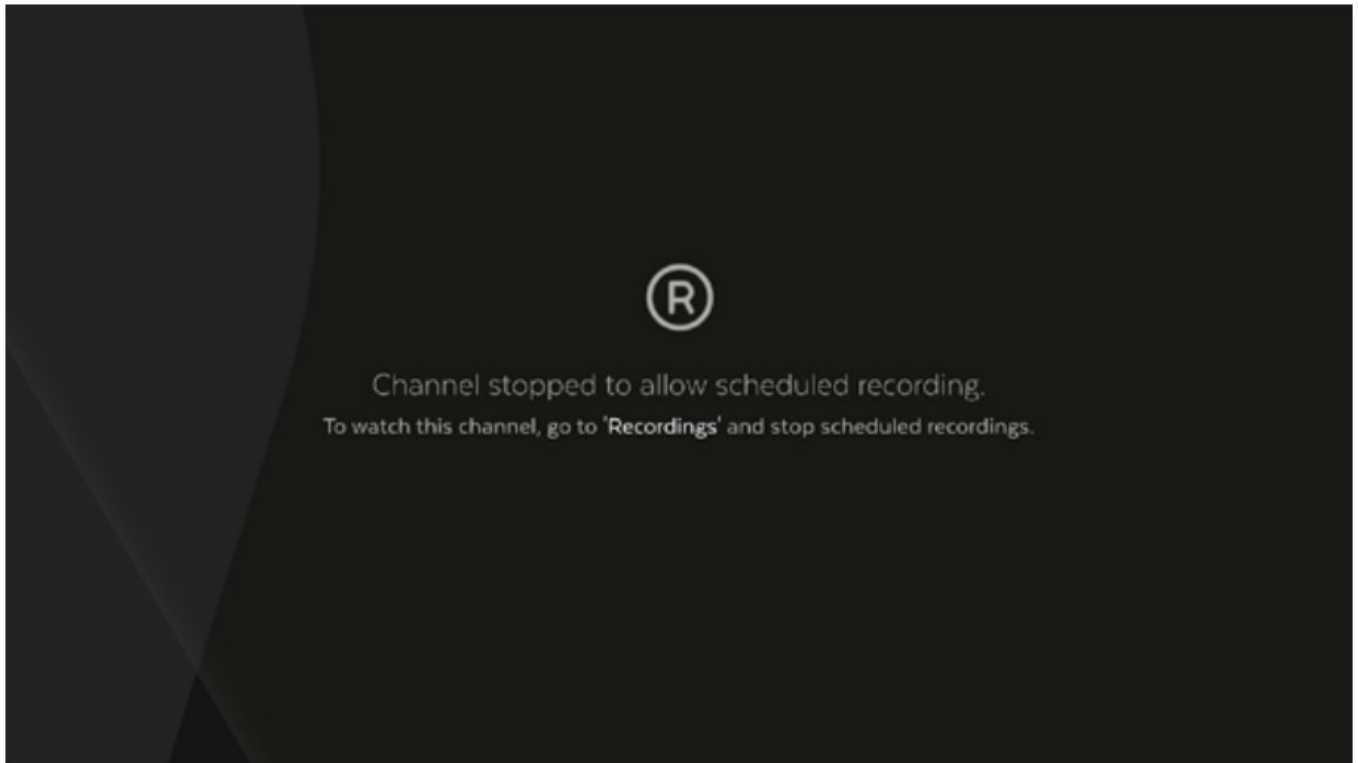 R
Channel stopped to allow scheduled recording.
To watch this channel, go to 'Recordings' and stop scheduled recordings.